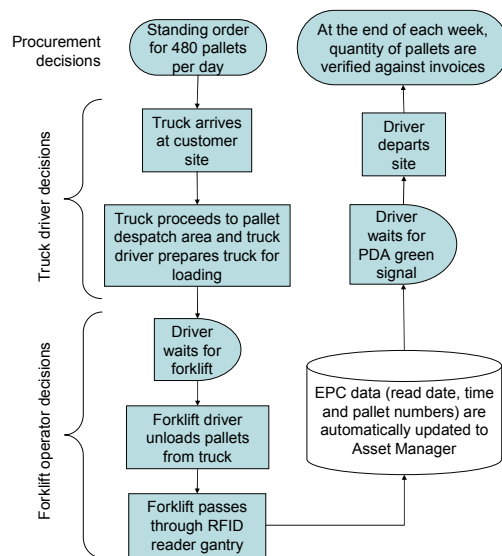 Procurement
decisions
Standing order
for 480 pallets
per day
Truck driver decisions
Truck arrives
at customer
site
Truck proceeds to pallet
despatch area and truck
driver prepares truck for
loading
Forklift operator decisions
Driver
waits for
forklift
Forklift driver
unloads pallets
from truck
Forklift passes
through RFID
reader gantry
EPC data (read date, time
and pallet numbers) are
automatically updated to
Asset Manager
Driver
waits for
PDA green
signal
Driver
departs
site
At the end of each week,
quantity of pallets are
verified against invoices